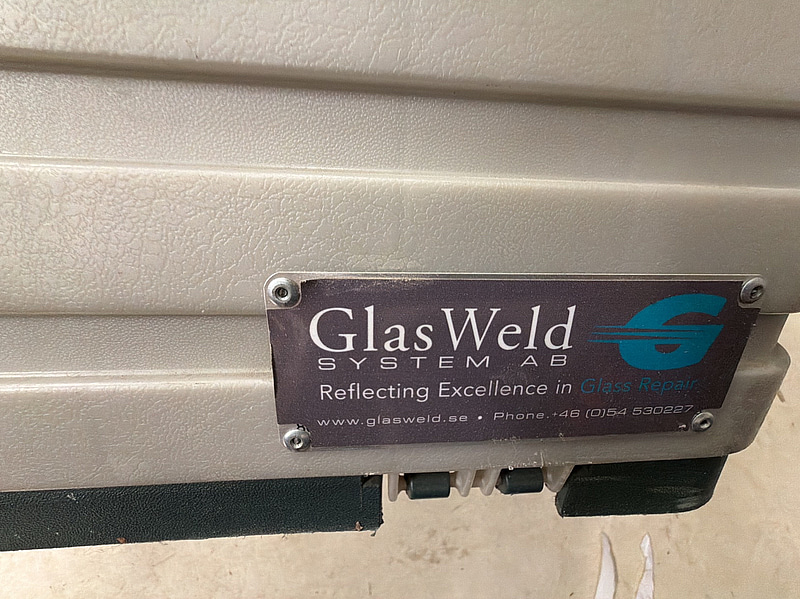 GlasWeld
SYSTEM AB
Reflecting Excellence in Glass Repair
www.glasweld.se • Phone.+46 (0)54 530227